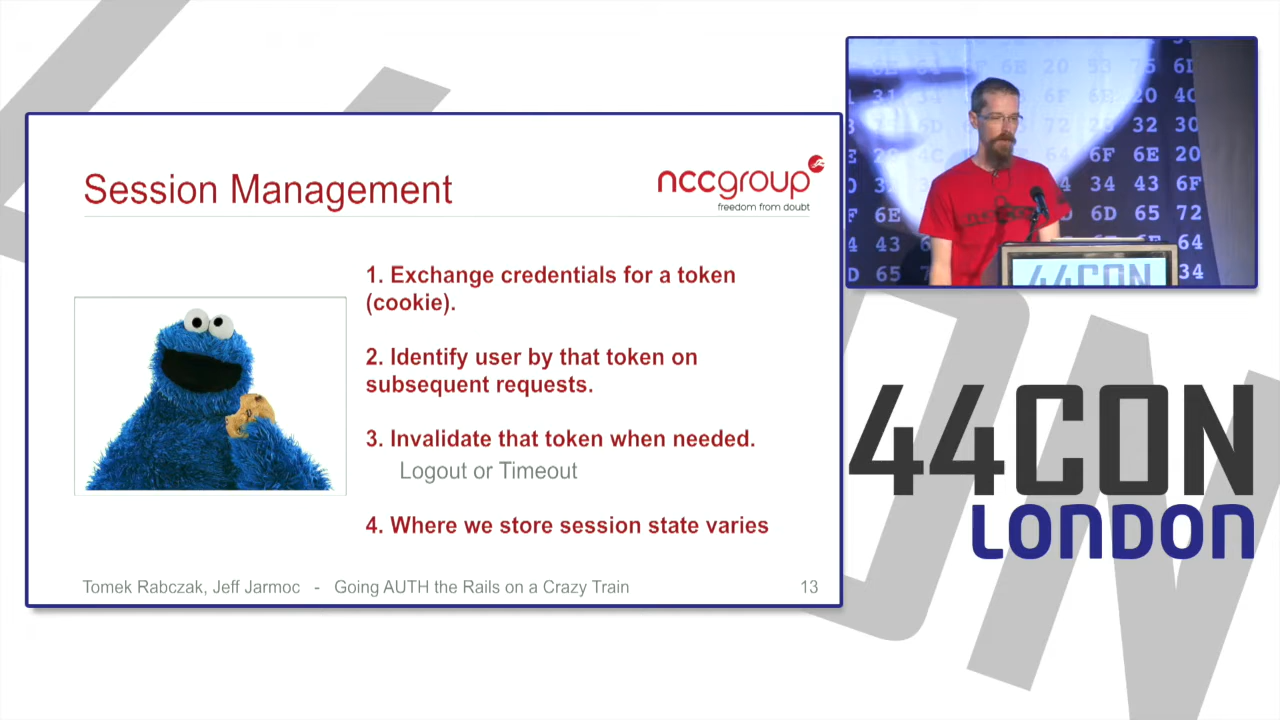 Session Management
nccgroup
freedom from doubt
1. Exchange credentials for a token
(cookie).
2. Identify user by that token on
subsequent requests.
3. Invalidate that token when needed.
Logout or Timeout
4. Where we store session state varies
Tomek Rabczak, Jeff Jarmoc - Going AUTH the Rails on a Crazy Train
13
44CON
44CON
LONDON